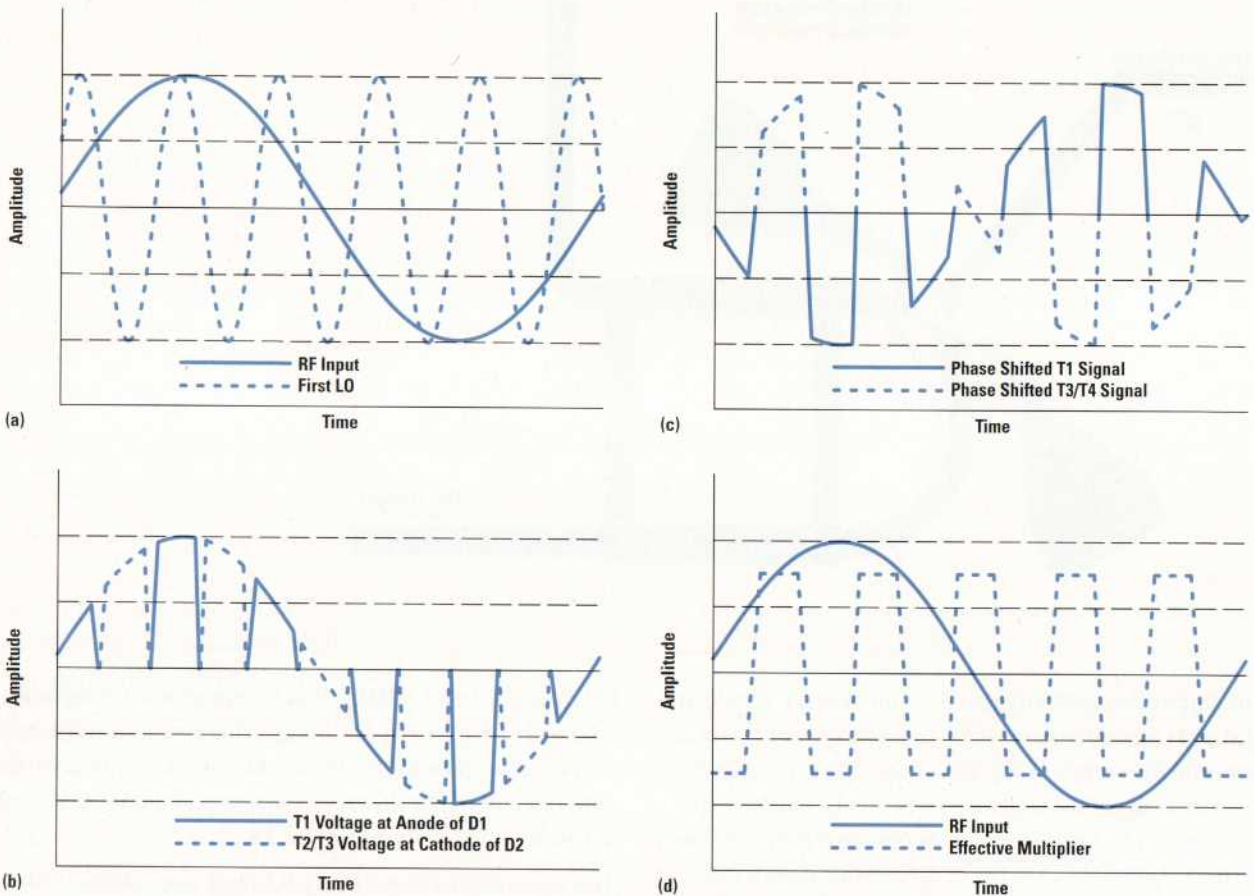 Amplitude
RF Input
First LO
(a)
Time
Amplitude
Phase Shifted T1 Signal
Phase Shifted T3/T4 Signal
(c)
Time
Amplitude
T1 Voltage at Anode of D1
T2/T3 Voltage at Cathode of D2
(b)
Time
Amplitude
RF Input
Effective Multiplier
(d)
Time